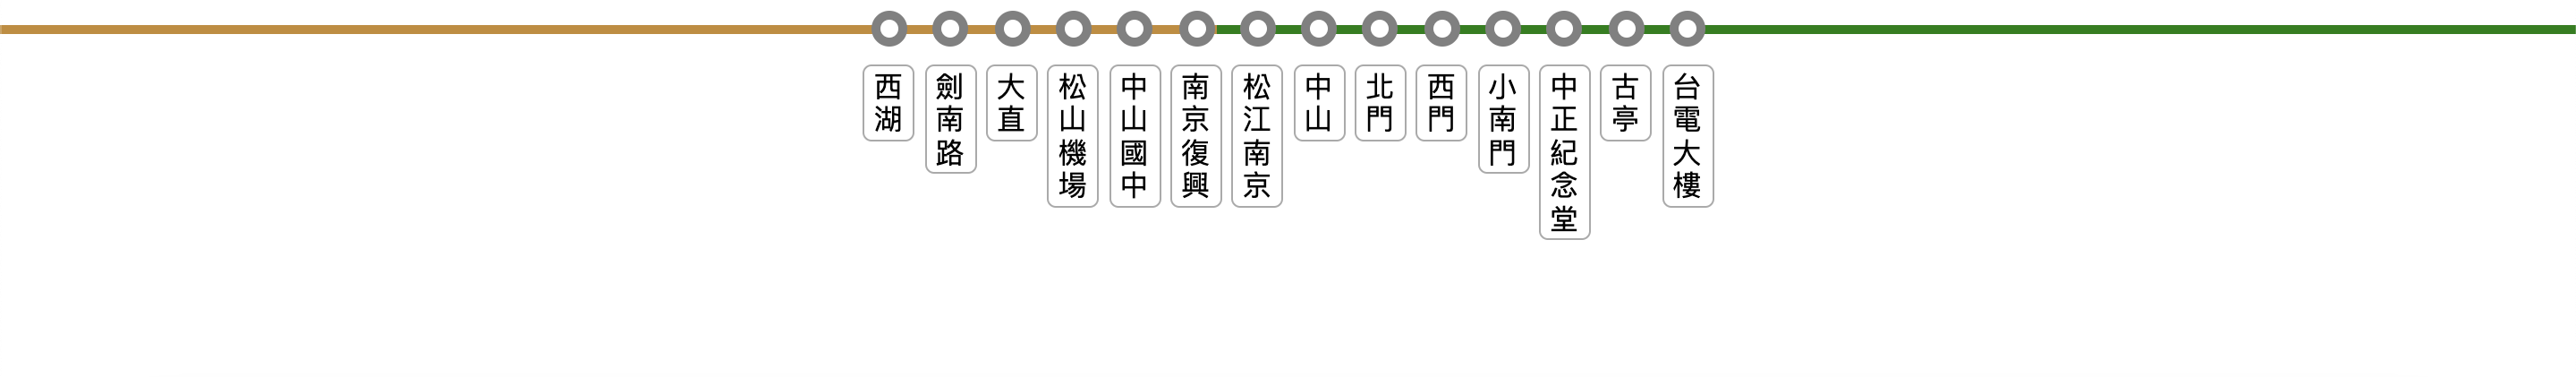 西湖
劍南路
大直
松山機場
中山國中
南京復興
松江南京
中山
北門
西門
小南門
中正紀念堂
古亭
台電大樓